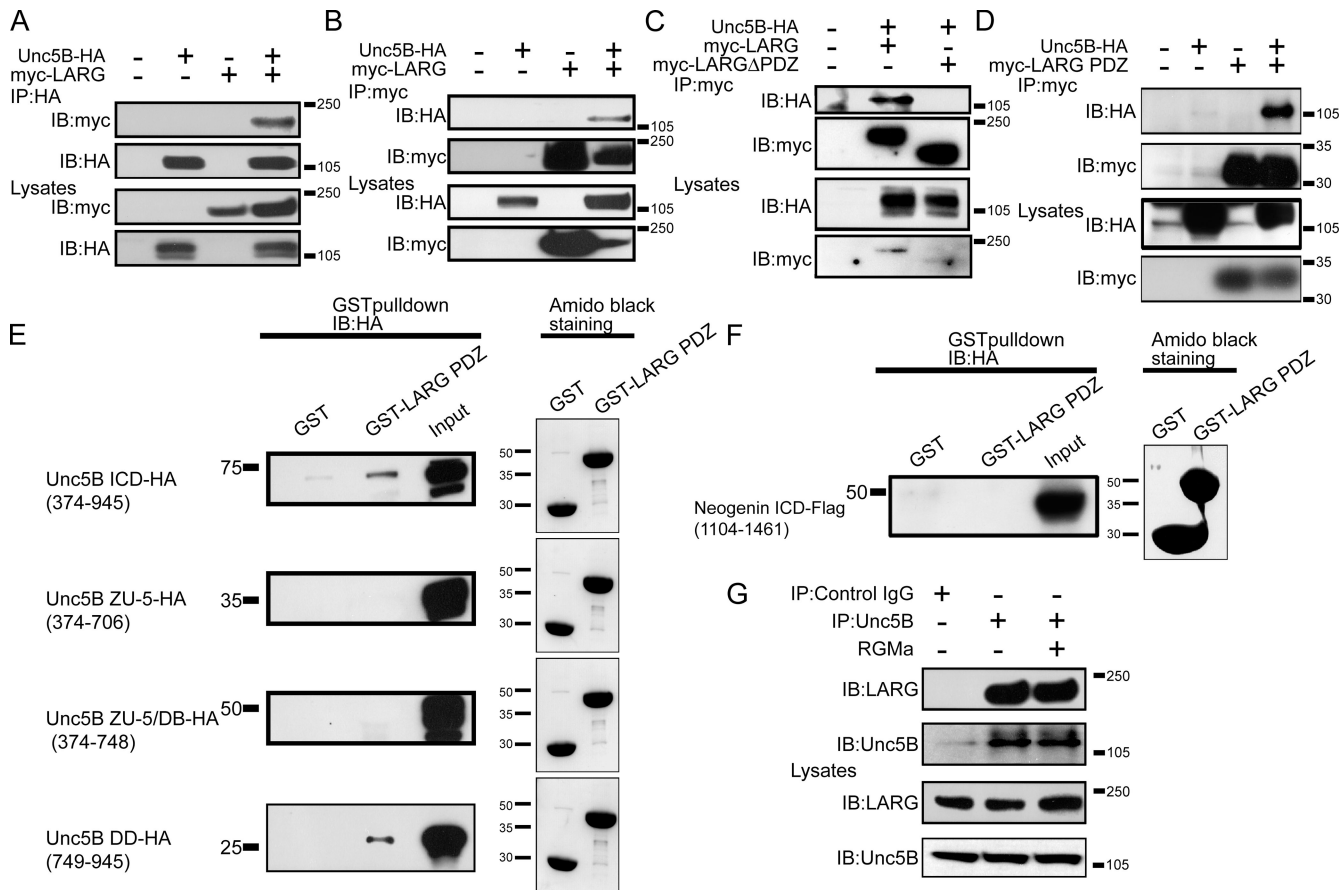 A
Unc5B-HA - + - +
myc-LARG - - + +
IP:HA
250
IB:myc
IB:HA
105
Lysates
250
IB:myc
IB:HA
105
B
Unc5B-HA - + - +
myc-LARG - - + +
IP:myc
IB:HA
105
250
IB:myc
Lysates
IB:HA
105
250
IB:myc
C
Unc5B-HA - + +
myc-LARG - + -
myc-LARGΔPDZ - - +
IP:myc
IB:HA
105
250
IB:myc
Lysates
IB:HA
105
250
IB:myc
D
Unc5B-HA - + - +
myc-LARG PDZ - - + +
IP:myc
IB:HA
105
35
IB:myc
30
Lysates
IB:HA
105
35
IB:myc
30
E
GSTpulldown
IB:HA
Amido black
staining
GST
GST-LARG PDZ
Input
GST
GST-LARG PDZ
Unc5B ICD-HA
(374-945)
75
50
35
30
Unc5B ZU-5-HA
(374-706)
35
50
35
30
Unc5B ZU-5/DB-HA
(374-748)
50
50
35
30
Unc5B DD-HA
(749-945)
25
50
35
30
F
GSTpulldown
IB:HA
Amido black
staining
GST
GST-LARG PDZ
Input
GST
GST-LARG PDZ
Neogenin ICD-Flag
(1104-1461)
50
50
35
30
G
IP:Control IgG + - -
IP:Unc5B - + +
RGMa - - +
250
IB:LARG
IB:Unc5B
105
Lysates
250
IB:LARG
IB:Unc5B
105